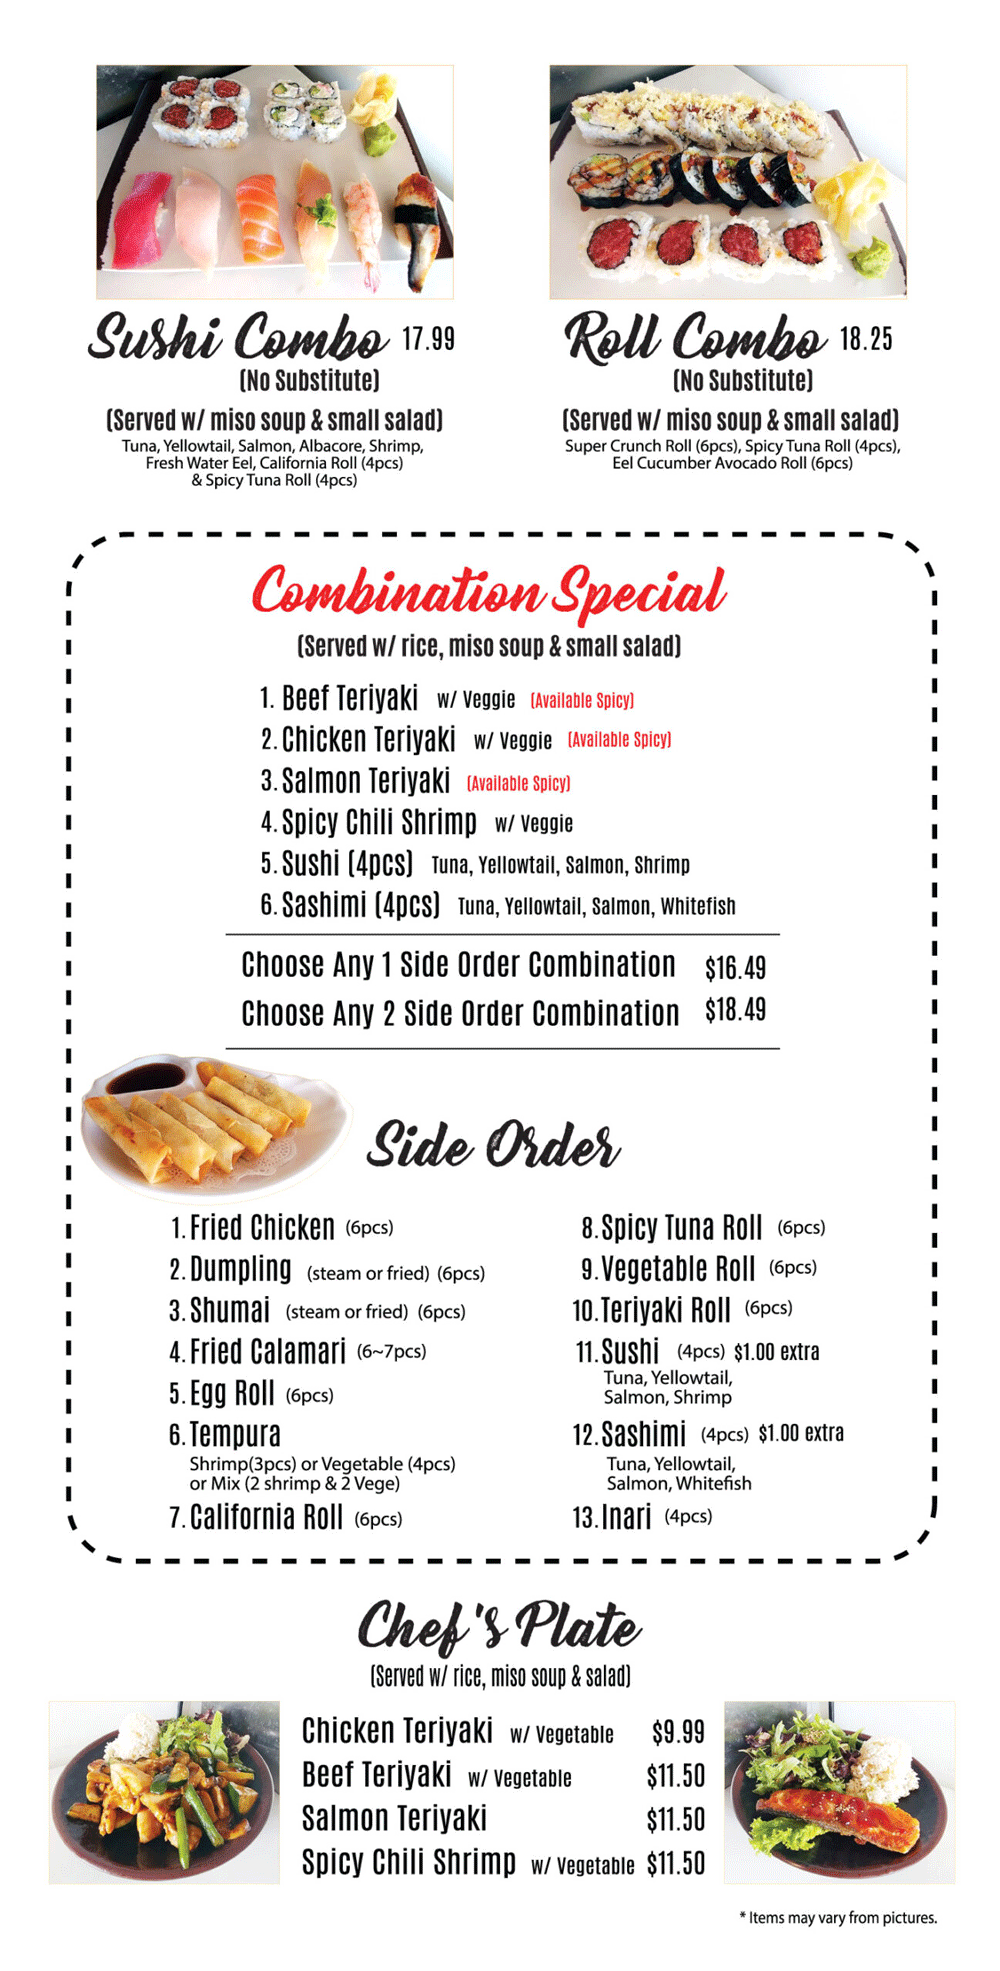 Sushi Combo 17.99
(No Substitute)
(Served w/ miso soup & small salad)
Tuna, Yellowtail, Salmon, Albacore, Shrimp,
Fresh Water Eel, California Roll (4pcs)
& Spicy Tuna Roll (4pcs)
Roll Combo 18.25
(No Substitute)
(Served w/ miso soup & small salad)
Super Crunch Roll (6pcs), Spicy Tuna Roll (4pcs),
Eel Cucumber Avocado Roll (6pcs)
Combination Special
(Served w/ rice, miso soup & small salad)
1. Beef Teriyaki w/ Veggie (Available Spicy)
2. Chicken Teriyaki w/ Veggie (Available Spicy)
3. Salmon Teriyaki (Available Spicy)
4. Spicy Chili Shrimp w/ Veggie
5. Sushi (4pcs) Tuna, Yellowtail, Salmon, Shrimp
6. Sashimi (4pcs) Tuna, Yellowtail, Salmon, Whitefish
Choose Any 1 Side Order Combination $16.49
Choose Any 2 Side Order Combination $18.49
Side Order
1. Fried Chicken (6pcs)
2. Dumpling (steam or fried) (6pcs)
3. Shumai (steam or fried) (6pcs)
4. Fried Calamari (6~7pcs)
5. Egg Roll (6pcs)
6. Tempura
Shrimp(3pcs) or Vegetable (4pcs)
or Mix (2 shrimp & 2 Vege)
7. California Roll (6pcs)
8. Spicy Tuna Roll (6pcs)
9. Vegetable Roll (6pcs)
10. Teriyaki Roll (6pcs)
11. Sushi (4pcs) $1.00 extra
Tuna, Yellowtail,
Salmon, Shrimp
12. Sashimi (4pcs) $1.00 extra
Tuna, Yellowtail,
Salmon, Whitefish
13. Inari (4pcs)
Chef's Plate
(Served w/ rice, miso soup & salad)
Chicken Teriyaki w/ Vegetable $9.99
Beef Teriyaki w/ Vegetable $11.50
Salmon Teriyaki $11.50
Spicy Chili Shrimp w/ Vegetable $11.50
* Items may vary from pictures.